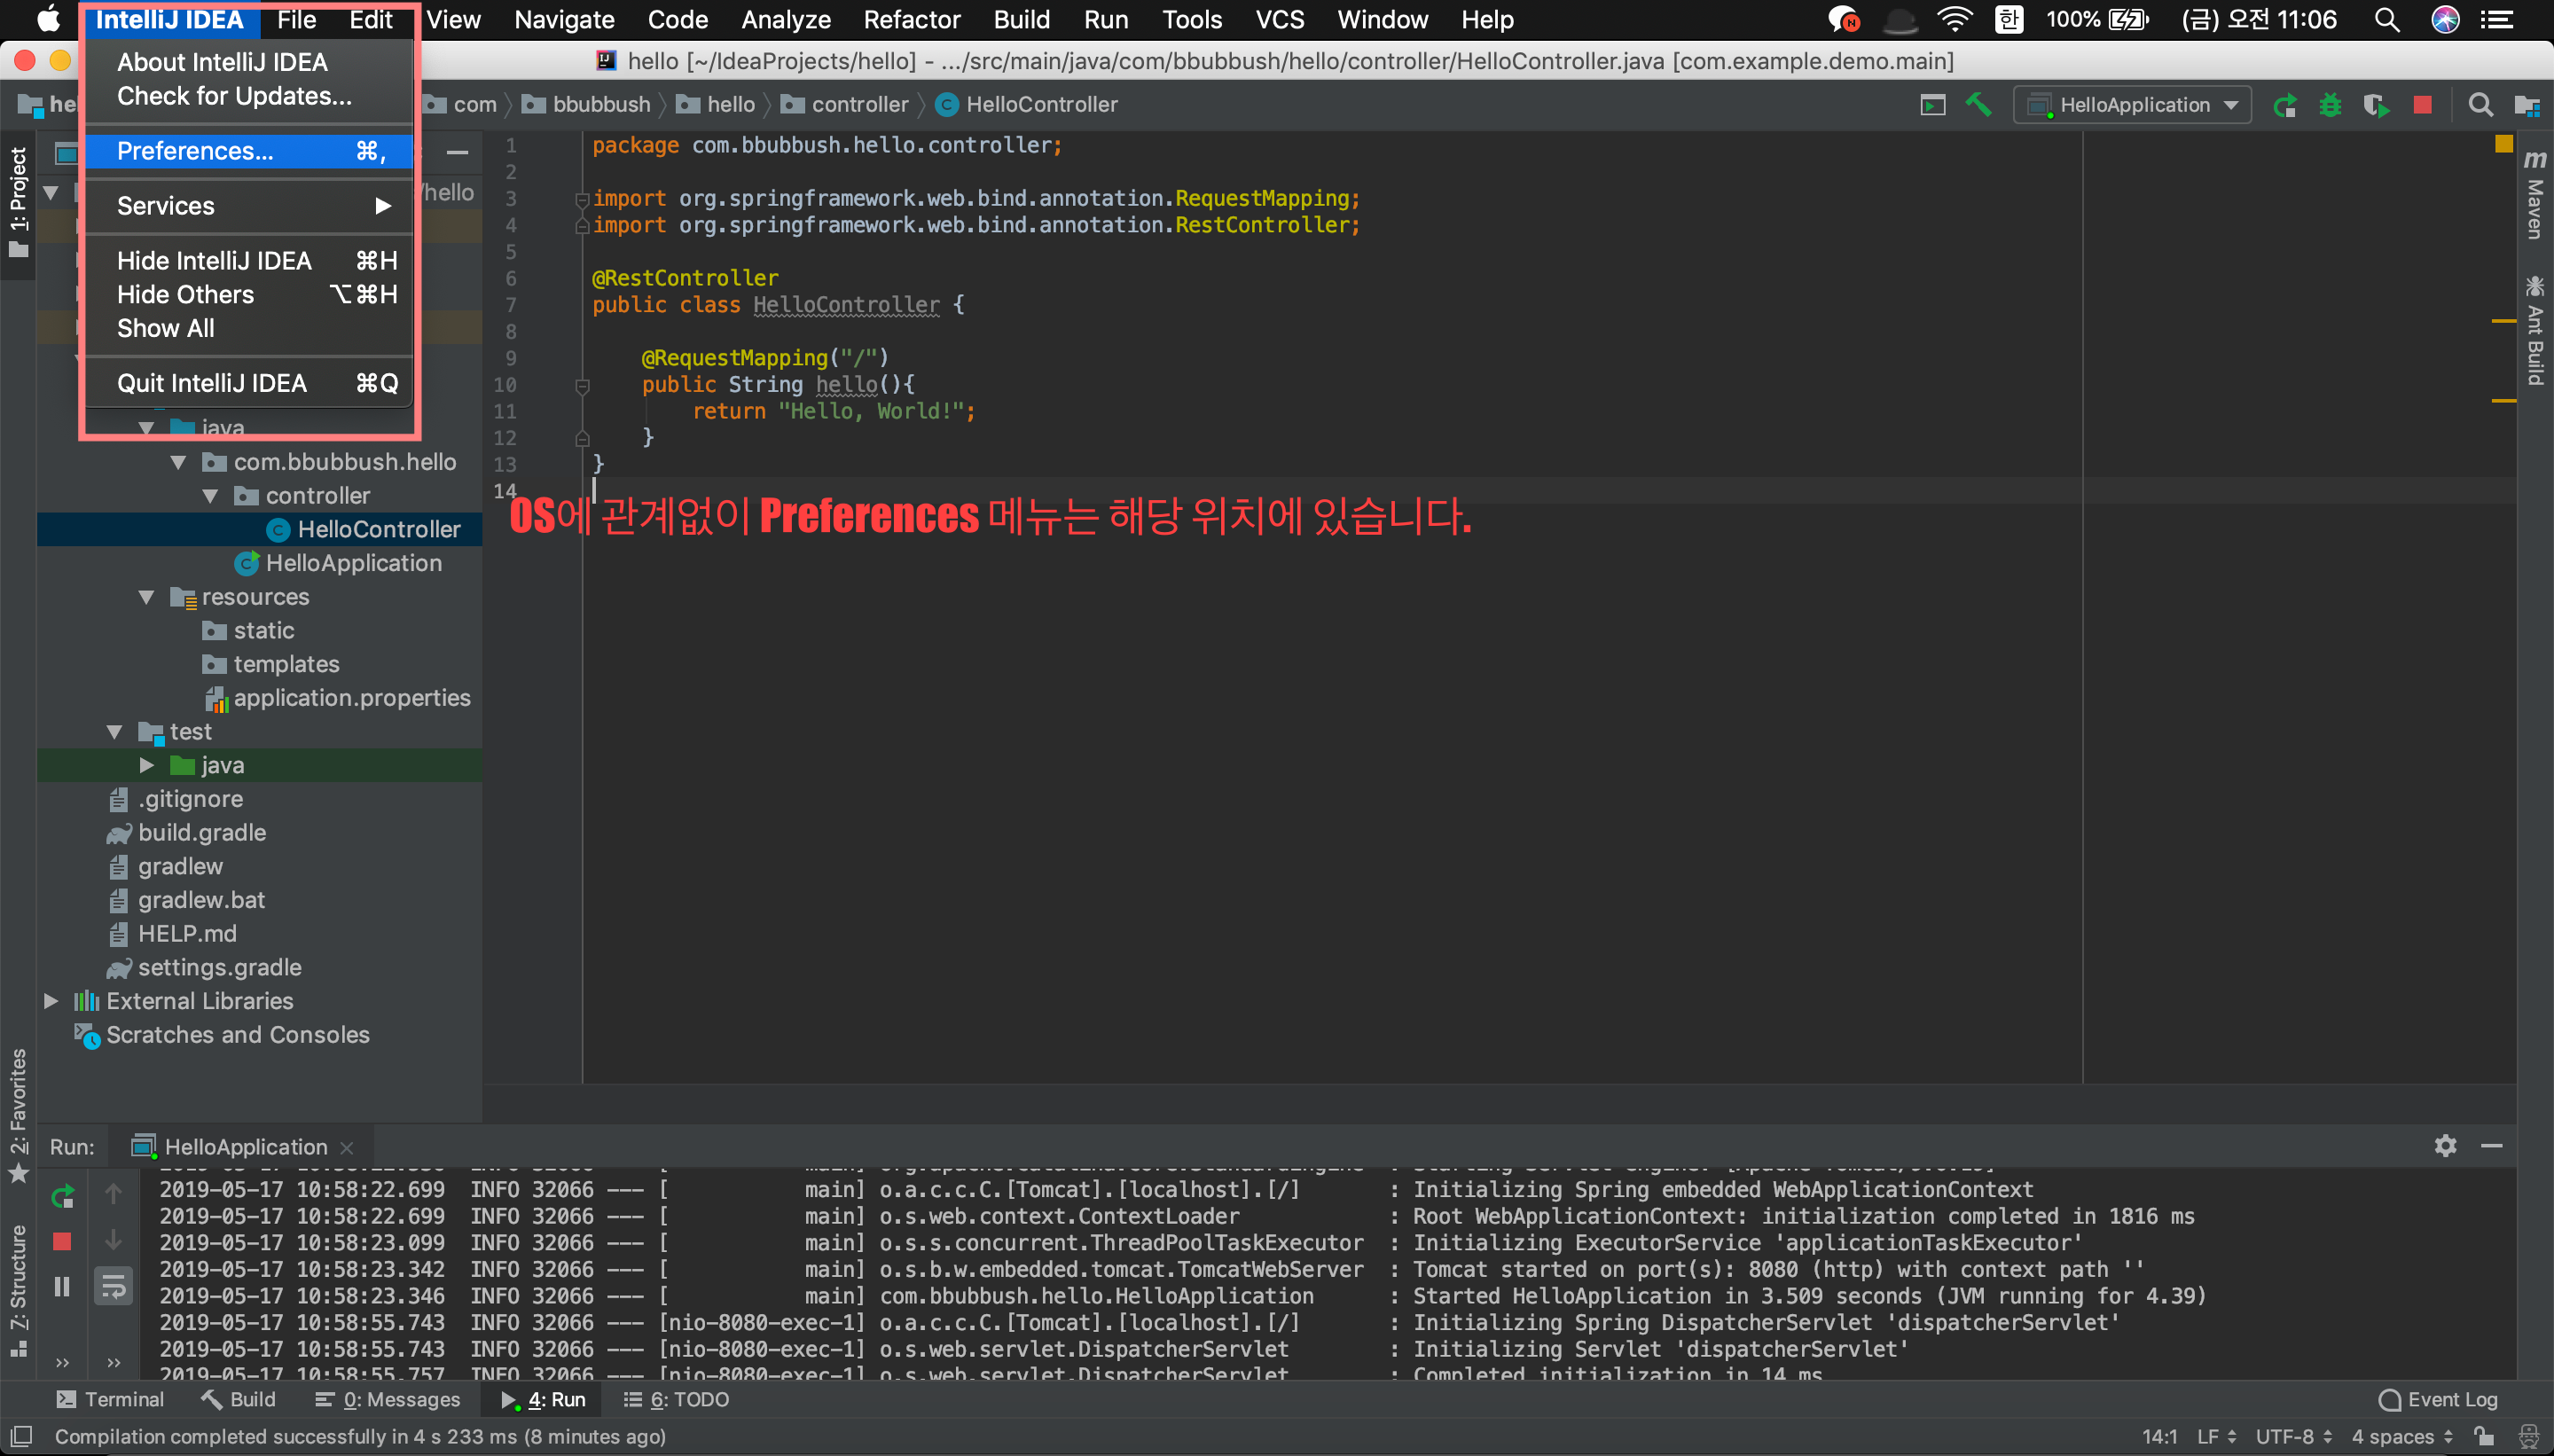 IntelliJ IDEA File Edit View Navigate Code Analyze Refactor Build Run Tools VCS Window Help N 한 100% (금) 오전 11:06
hello [~/IdeaProjects/hello] - .../src/main/java/com/bbubbush/hello/controller/HelloController.java [com.example.demo.main]
About IntelliJ IDEA
Check for Updates...
Preferences... ⌘,
Services
Hide IntelliJ IDEA ⌘H
Hide Others ⌥⌘H
Show All
Quit IntelliJ IDEA ⌘Q
com bbubbush hello controller HelloController HelloApplication
1: Project
/hello
java
com.bbubbush.hello
controller
HelloController
HelloApplication
resources
static
templates
application.properties
test
java
.gitignore
build.gradle
gradlew
gradlew.bat
HELP.md
settings.gradle
External Libraries
Scratches and Consoles
1 package com.bbubbush.hello.controller;
2
3 import org.springframework.web.bind.annotation.RequestMapping;
4 import org.springframework.web.bind.annotation.RestController;
5
6 @RestController
7 public class HelloController {
8
9 @RequestMapping("/")
10 public String hello(){
11 return "Hello, World!";
12 }
13 }
14
OS에 관계없이 Preferences 메뉴는 해당 위치에 있습니다.
m Maven
Ant Build
2: Favorites
7: Structure
Run: HelloApplication
2019-05-17 10:58:22.699 INFO 32066 --- [ main] o.a.c.c.C.[Tomcat].[localhost].[/] : Initializing Spring embedded WebApplicationContext
2019-05-17 10:58:22.699 INFO 32066 --- [ main] o.s.web.context.ContextLoader : Root WebApplicationContext: initialization completed in 1816 ms
2019-05-17 10:58:23.099 INFO 32066 --- [ main] o.s.s.concurrent.ThreadPoolTaskExecutor : Initializing ExecutorService 'applicationTaskExecutor'
2019-05-17 10:58:23.342 INFO 32066 --- [ main] o.s.b.w.embedded.tomcat.TomcatWebServer : Tomcat started on port(s): 8080 (http) with context path ''
2019-05-17 10:58:23.346 INFO 32066 --- [ main] com.bbubbush.hello.HelloApplication : Started HelloApplication in 3.509 seconds (JVM running for 4.39)
2019-05-17 10:58:55.743 INFO 32066 --- [nio-8080-exec-1] o.a.c.c.C.[Tomcat].[localhost].[/] : Initializing Spring DispatcherServlet 'dispatcherServlet'
2019-05-17 10:58:55.743 INFO 32066 --- [nio-8080-exec-1] o.s.web.servlet.DispatcherServlet : Initializing Servlet 'dispatcherServlet'
2019-05-17 10:58:55.757 INFO 32066 --- [nio-8080-exec-1] o.s.web.servlet.DispatcherServlet : Completed initialization in 14 ms
Terminal Build 0: Messages 4: Run 6: TODO Event Log
Compilation completed successfully in 4 s 233 ms (8 minutes ago) 14:1 LF UTF-8 4 spaces